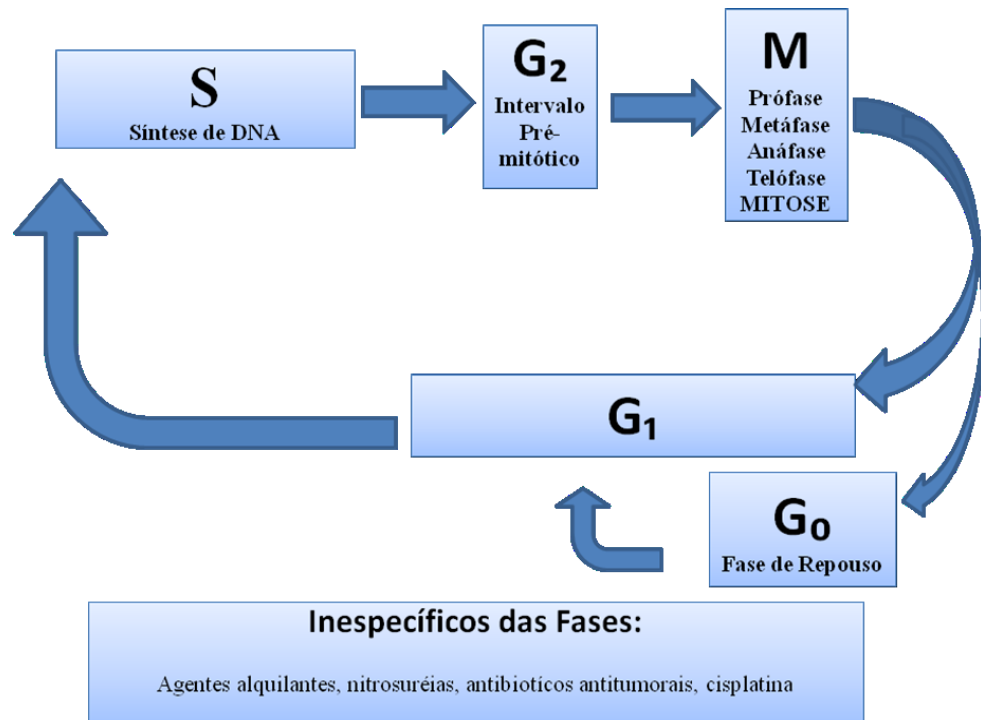 S
Síntese de DNA
G₂
Intervalo
Pré-
mitótico
M
Prófase
Metáfase
Anáfase
Telófase
MITOSE
G₁
G₀
Fase de Repouso
Inespecíficos das Fases:
Agentes alquilantes, nitrosuréias, antibioticos antitumorais, cisplatina